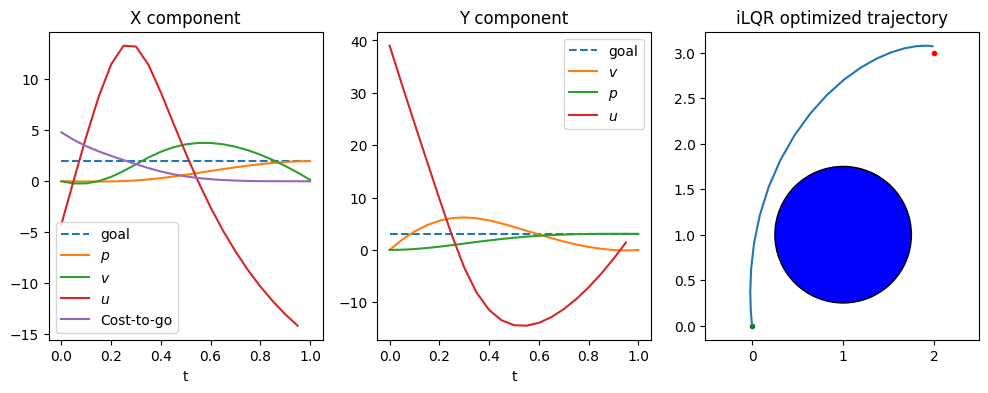 X component
10
5
0
−5
−10
−15
0.0 0.2 0.4 0.6 0.8 1.0
t
goal
p
v
u
Cost-to-go
Y component
40
30
20
10
0
−10
0.0 0.2 0.4 0.6 0.8 1.0
t
goal
v
p
u
iLQR optimized trajectory
3.0
2.5
2.0
1.5
1.0
0.5
0.0
0 1 2